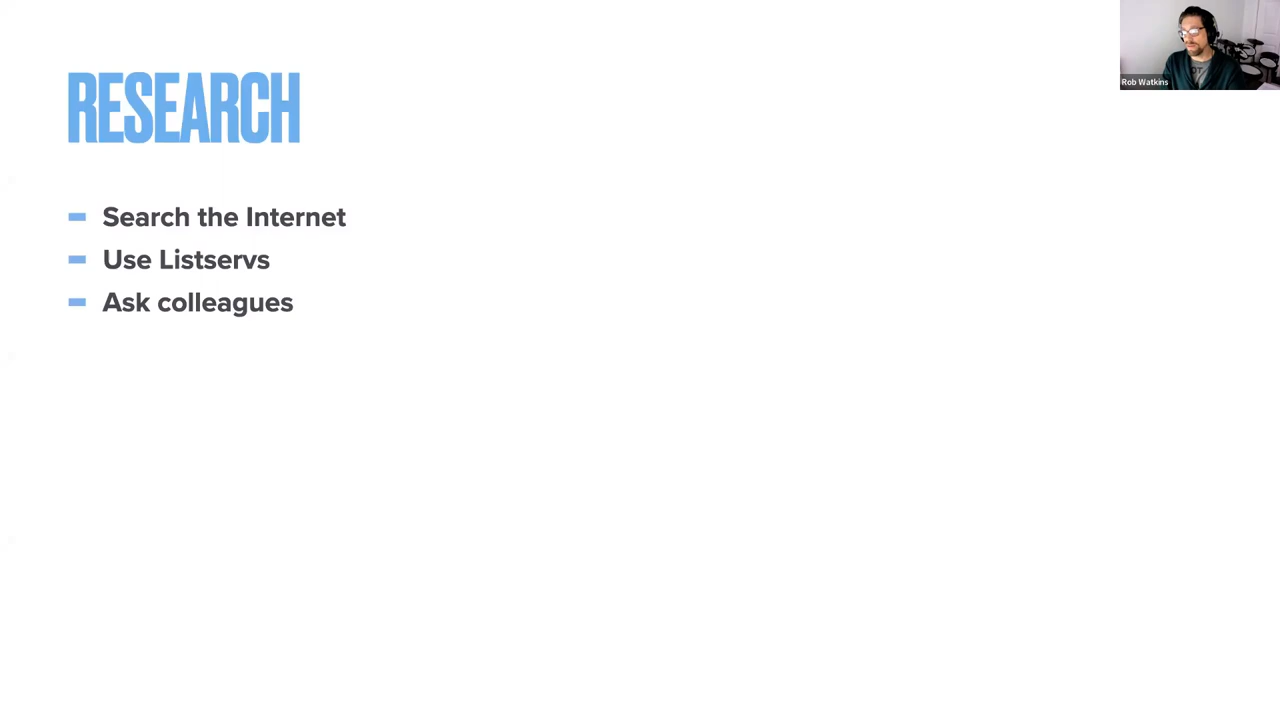 RESEARCH
Search the Internet
Use Listservs
Ask colleagues
Rob Watkins